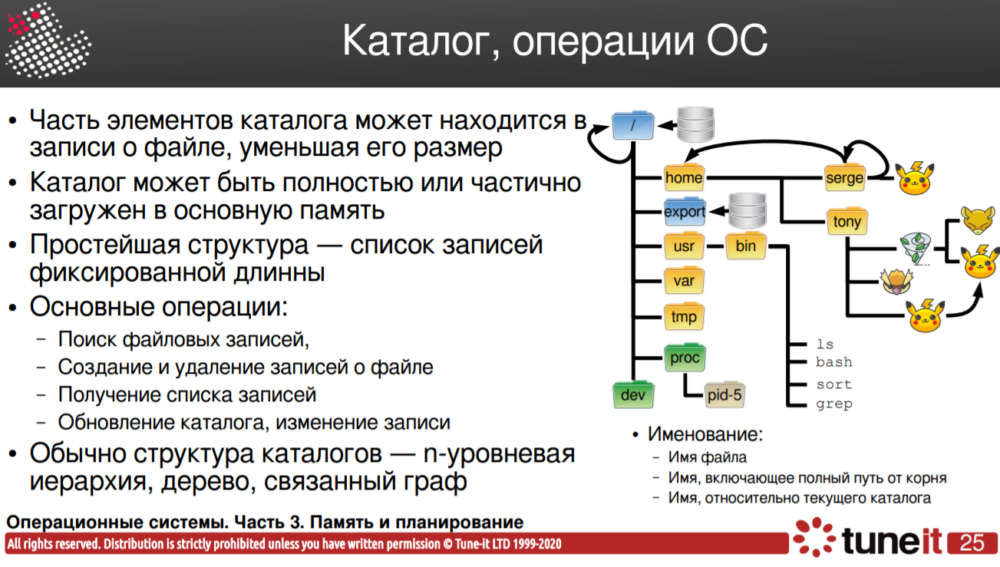 Каталог, операции ОС
• Часть элементов каталога может находится в
записи о файле, уменьшая его размер
• Каталог может быть полностью или частично
загружен в основную память
• Простейшая структура — список записей
фиксированной длинны
• Основные операции:
– Поиск файловых записей,
– Создание и удаление записей о файле
– Получение списка записей
– Обновление каталога, изменение записи
• Обычно структура каталогов — n-уровневая
иерархия, дерево, связанный граф
/
home
serge
export
tony
usr
bin
var
tmp
proc
dev
pid-5
ls
bash
sort
grep
• Именование:
– Имя файла
– Имя, включающее полный путь от корня
– Имя, относительно текущего каталога
Операционные системы. Часть 3. Память и планирование
All rights reserved. Distribution is strictly prohibited unless you have written permission © Tune-it LTD 1999-2020
tuneit
25